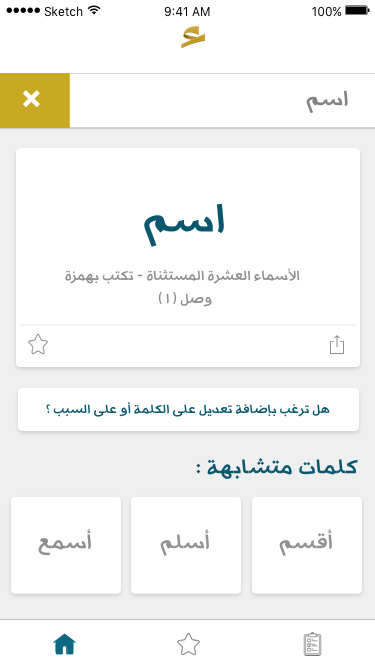 Sketch 9:41 AM 100%
اسم
اسم
الأسماء العشرة المستثناة - تكتب بهمزة
وصل (١)
هل ترغب بإضافة تعديل على الكلمة أو على السبب ؟
كلمات متشابهة :
أقسم أسلم أسمع